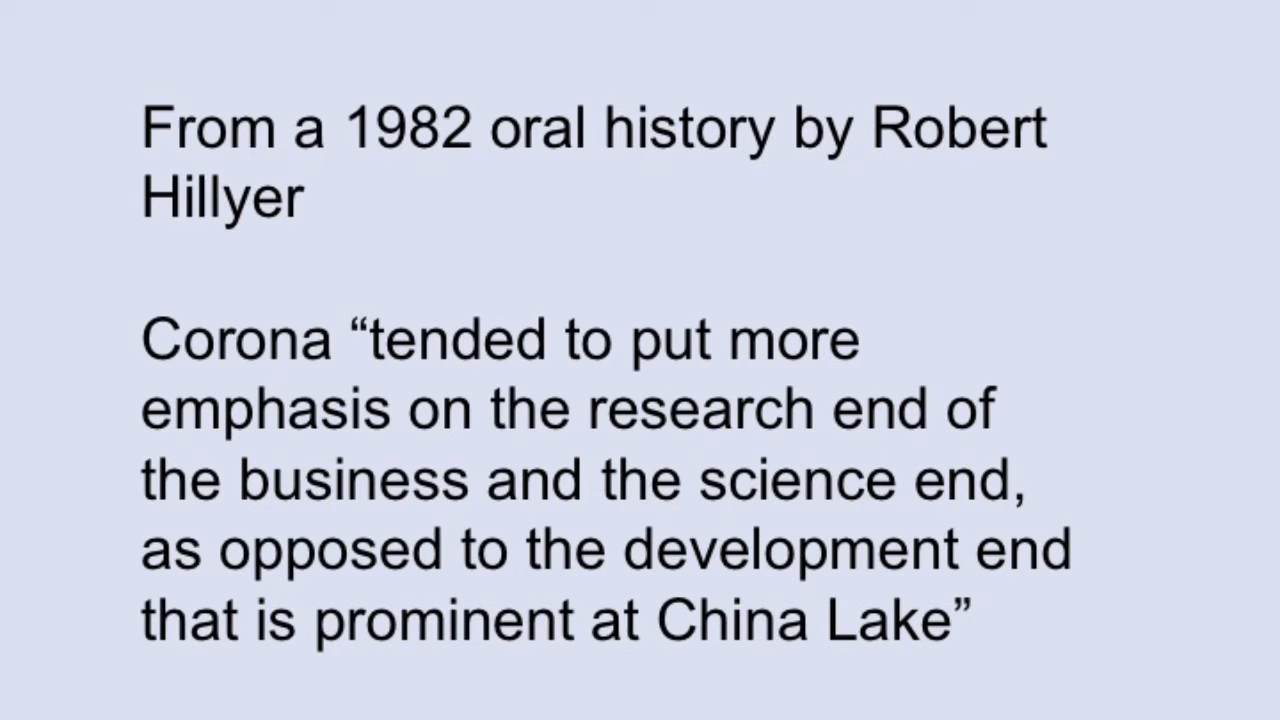 From a 1982 oral history by Robert
Hillyer
Corona “tended to put more
emphasis on the research end of
the business and the science end,
as opposed to the development end
that is prominent at China Lake”